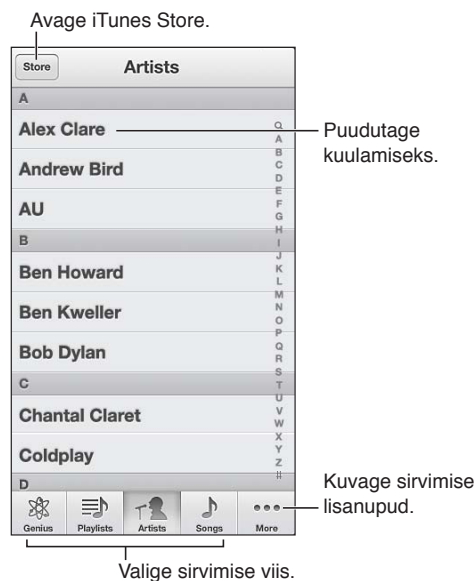 Avage iTunes Store.
Store
Artists
A
Alex Clare
Puudutage
kuulamiseks.
Andrew Bird
AU
B
Ben Howard
Ben Kweller
Bob Dylan
C
Chantal Claret
Coldplay
D
A
B
C
D
E
F
G
H
I
J
K
L
M
N
O
P
Q
R
S
T
U
V
W
X
Y
Z
#
Kuvage sirvimise
lisanupud.
Genius
Playlists
Artists
Songs
More
Valige sirvimise viis.